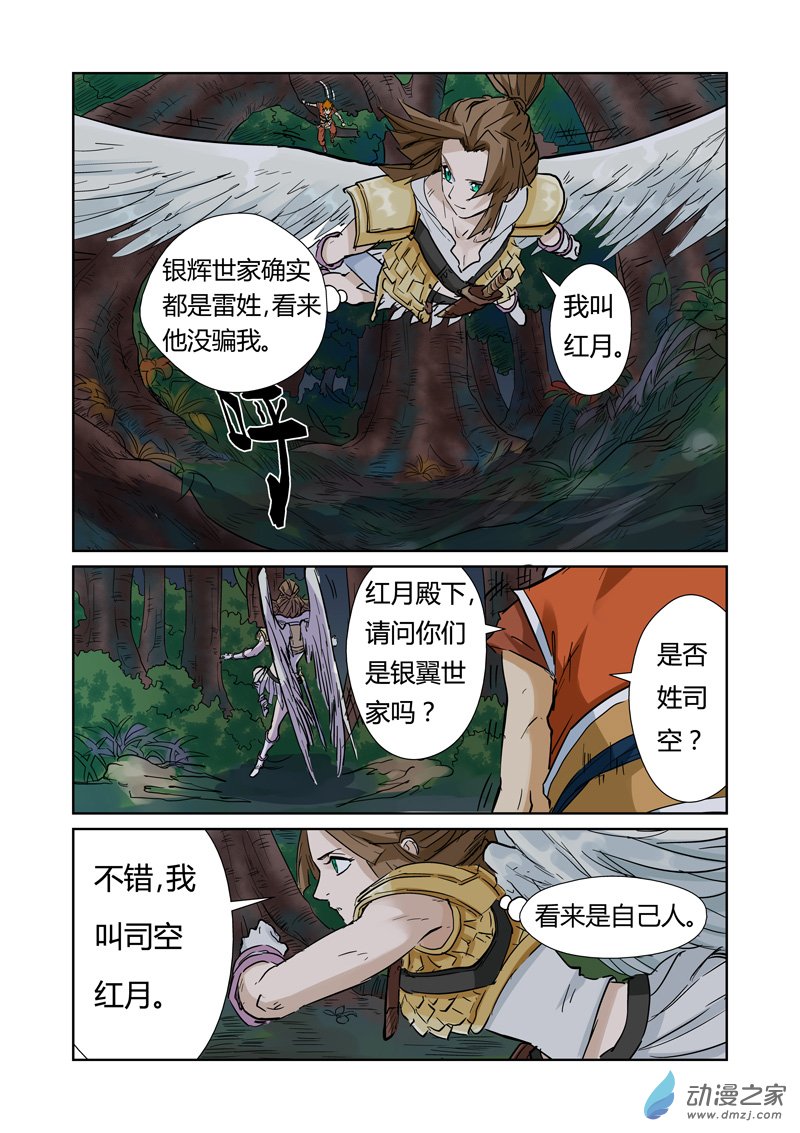 银辉世家确实
都是雷姓，看来
他没骗我。
我叫
红月。
呼
红月殿下，
请问你们
是银翼世
家吗？
是否
姓司
空？
不错，我
叫司空
红月。
看来是自己人。
动漫之家
www.dmzj.com